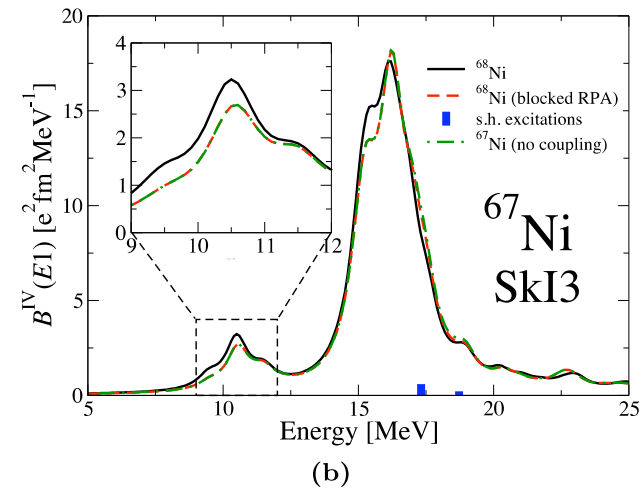 B^IV(E1) [e²fm²MeV⁻¹]
20
15
10
5
0
4
3
2
1
0
9 10 11 12
⁶⁸Ni
⁶⁸Ni (blocked RPA)
s.h. excitations
⁶⁷Ni (no coupling)
⁶⁷Ni
SkI3
5 10 15 20 25
Energy [MeV]
(b)